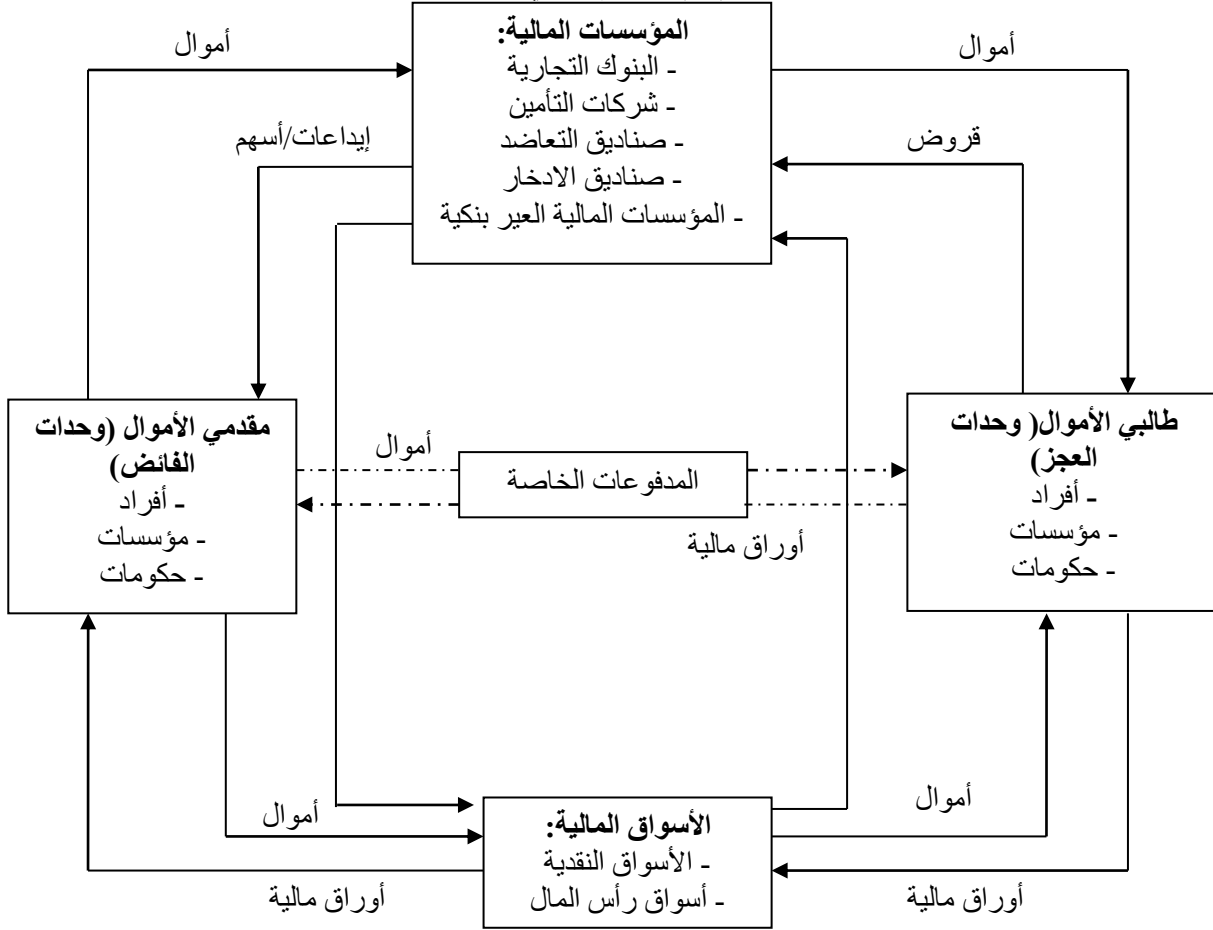 المؤسسات المالية:
- البنوك التجارية
- شركات التأمين
- صناديق التعاضد
- صناديق الادخار
- المؤسسات المالية العير بنكية
أموال
أموال
قروض
إيداعات/أسهم
طالبي الأموال( وحدات
العجز)
- أفراد
- مؤسسات
- حكومات
أموال
المدفوعات الخاصة
أوراق مالية
مقدمي الأموال (وحدات
الفائض)
- أفراد
- مؤسسات
- حكومات
أموال
أموال
الأسواق المالية:
- الأسواق النقدية
- أسواق رأس المال
أوراق مالية
أوراق مالية